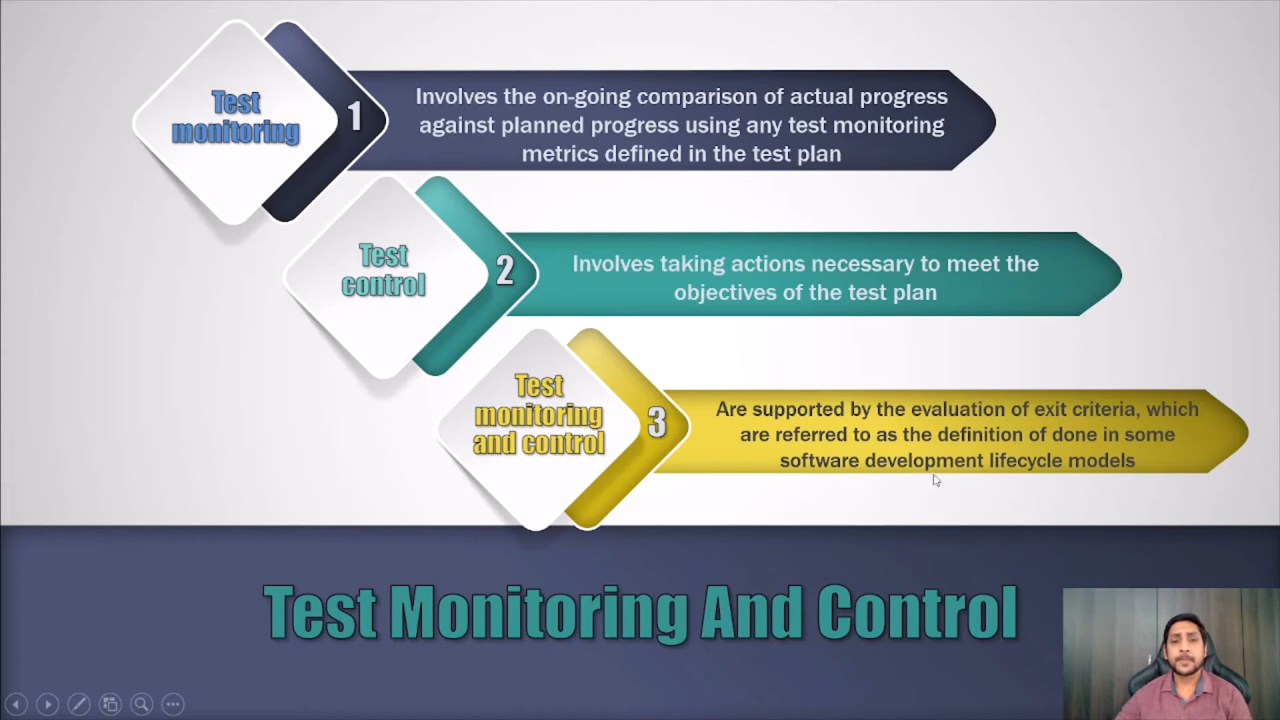 Test
monitoring
1
Involves the on-going comparison of actual progress
against planned progress using any test monitoring
metrics defined in the test plan
Test
control
2
Involves taking actions necessary to meet the
objectives of the test plan
Test
monitoring
and control
3
Are supported by the evaluation of exit criteria, which
are referred to as the definition of done in some
software development lifecycle models
Test Monitoring And Control